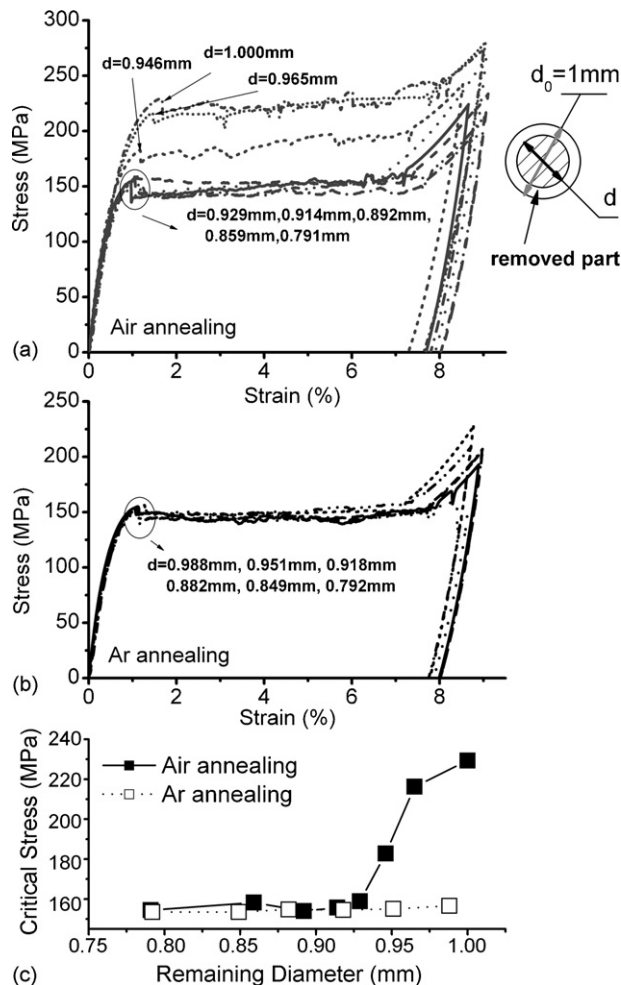 300
250
200
150
100
50
0
Stress (MPa)
d=1.000mm
d=0.946mm
d=0.965mm
d=0.929mm,0.914mm,0.892mm,
0.859mm,0.791mm
Air annealing
0 2 4 6 8
Strain (%)
(a)
d₀=1mm
d
removed part
250
200
150
100
50
0
Stress (MPa)
d=0.988mm, 0.951mm, 0.918mm
0.882mm, 0.849mm, 0.792mm
Ar annealing
0 2 4 6 8
Strain (%)
(b)
240
220
200
180
160
140
Critical Stress (MPa)
Air annealing
Ar annealing
0.75 0.80 0.85 0.90 0.95 1.00
Remaining Diameter (mm)
(c)